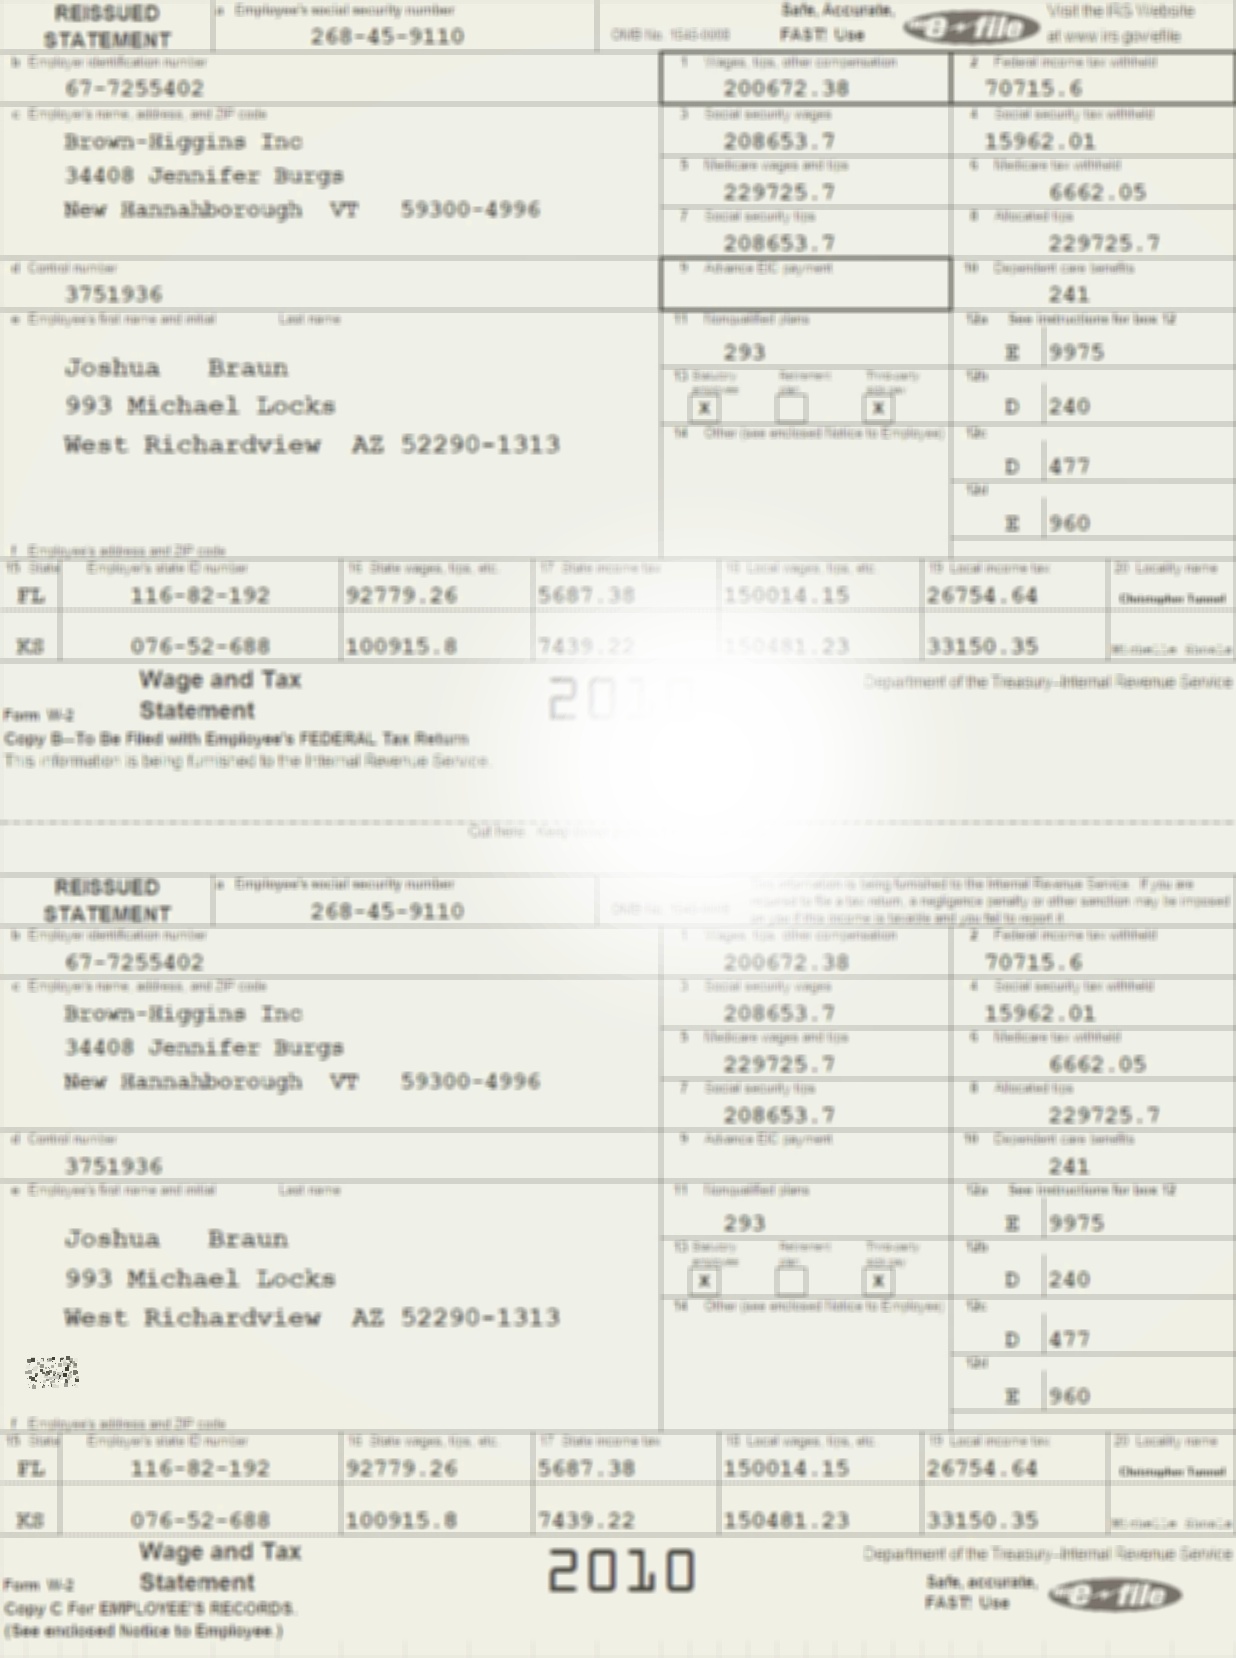 REISSUED STATEMENT
a Employee's social security number
268-45-9110
OMB No. 1545-0008
Safe, Accurate, FAST! Use
e-file
Visit the IRS Website at www.irs.gov/efile
b Employer identification number
67-7255402
1 Wages, tips, other compensation
200672.38
2 Federal income tax withheld
70715.6
c Employer's name, address, and ZIP code
Brown-Higgins Inc
34408 Jennifer Burgs
New Hannahborough VT 59300-4996
3 Social security wages
208653.7
4 Social security tax withheld
15962.01
5 Medicare wages and tips
229725.7
6 Medicare tax withheld
6662.05
7 Social security tips
208653.7
8 Allocated tips
229725.7
d Control number
3751936
9 Advance EIC payment
10 Dependent care benefits
241
e Employee's first name and initial Last name
Joshua Braun
993 Michael Locks
West Richardview AZ 52290-1313
11 Nonqualified plans
293
12a See instructions for box 12
E 9975
13 Statutory employee Retirement plan Third-party sick pay
X X
12b
D 240
14 Other (see enclosed Notice to Employee)
12c
D 477
12d
E 960
f Employee's address and ZIP code
15 State Employer's state ID number 16 State wages, tips, etc. 17 State income tax 18 Local wages, tips, etc. 19 Local income tax 20 Locality name
FL 116-82-192 92779.26 5687.38 150014.15 26754.64 Christopher Tunnel
KS 076-52-688 100915.8 7439.22 150481.23 33150.35
Wage and Tax
Statement
2010
Department of the Treasury–Internal Revenue Service
Form W-2
Copy B—To Be Filed with Employee's FEDERAL Tax Return
This information is being furnished to the Internal Revenue Service.
Cut here
REISSUED STATEMENT
a Employee's social security number
268-45-9110
This information is being furnished to the Internal Revenue Service. If you are
required to file a tax return, a negligence penalty or other sanction may be imposed
on you if this income is taxable and you fail to report it.
b Employer identification number
67-7255402
1 Wages, tips, other compensation
200672.38
2 Federal income tax withheld
70715.6
c Employer's name, address, and ZIP code
Brown-Higgins Inc
34408 Jennifer Burgs
New Hannahborough VT 59300-4996
3 Social security wages
208653.7
4 Social security tax withheld
15962.01
5 Medicare wages and tips
229725.7
6 Medicare tax withheld
6662.05
7 Social security tips
208653.7
8 Allocated tips
229725.7
d Control number
3751936
9 Advance EIC payment
10 Dependent care benefits
241
e Employee's first name and initial Last name
Joshua Braun
993 Michael Locks
West Richardview AZ 52290-1313
11 Nonqualified plans
293
12a See instructions for box 12
E 9975
13 Statutory employee Retirement plan Third-party sick pay
X X
12b
D 240
14 Other (see enclosed Notice to Employee)
12c
D 477
12d
E 960
f Employee's address and ZIP code
15 State Employer's state ID number 16 State wages, tips, etc. 17 State income tax 18 Local wages, tips, etc. 19 Local income tax 20 Locality name
FL 116-82-192 92779.26 5687.38 150014.15 26754.64 Christopher Tunnel
KS 076-52-688 100915.8 7439.22 150481.23 33150.35
Wage and Tax
Statement
2010
Department of the Treasury–Internal Revenue Service
Form W-2
Safe, accurate, FAST! Use
e-file
Copy C For EMPLOYEE'S RECORDS.
(See enclosed Notice to Employee.)